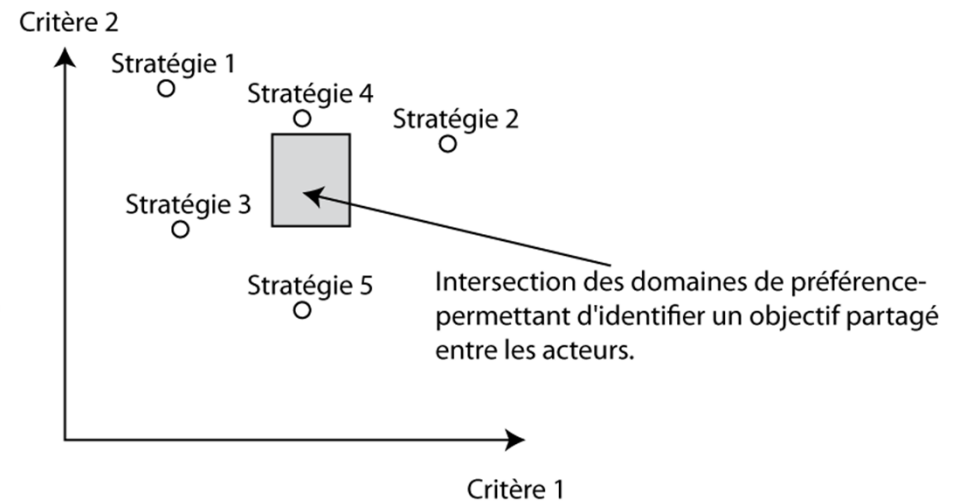 Critère 2
Stratégie 1
Stratégie 4
Stratégie 2
Stratégie 3
Stratégie 5
Intersection des domaines de préférence-
permettant d'identifier un objectif partagé
entre les acteurs.
Critère 1